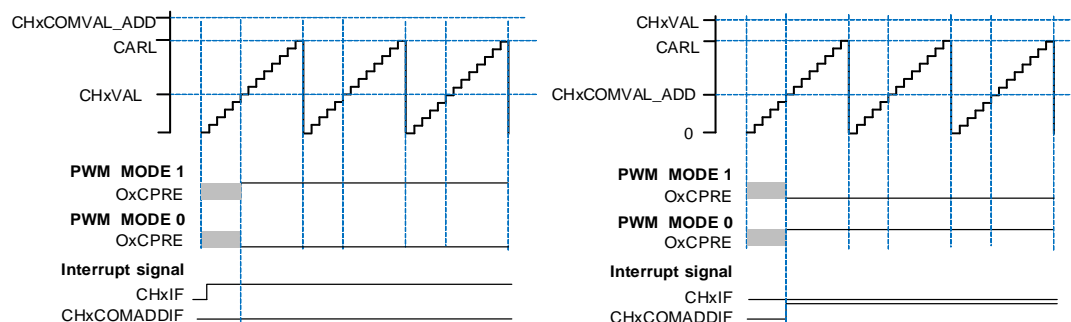 CHxCOMVAL_ADD
CARL
CHxVAL
PWM MODE 1
OxCPRE
PWM MODE 0
OxCPRE
Interrupt signal
CHxIF
CHxCOMADDIF
CHxVAL
CARL
CHxCOMVAL_ADD
0
PWM MODE 1
OxCPRE
PWM MODE 0
OxCPRE
Interrupt signal
CHxIF
CHxCOMADDIF